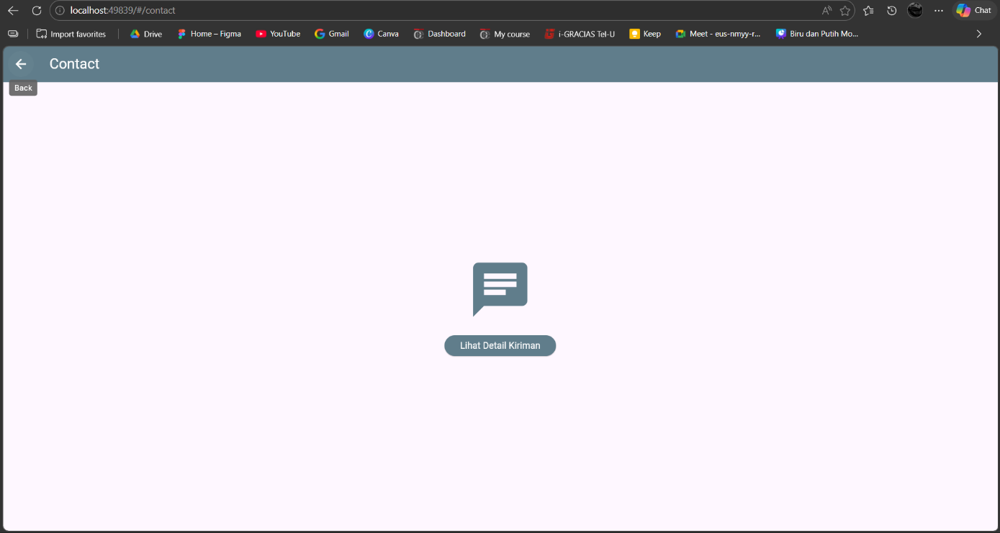 localhost:49839/#/contact
Chat
Import favorites
Drive
Home – Figma
YouTube
Gmail
Canva
Dashboard
My course
i-GRACIAS Tel-U
Keep
Meet - eus-nmyy-r...
Biru dan Putih Mo...
Contact
Back
Lihat Detail Kiriman